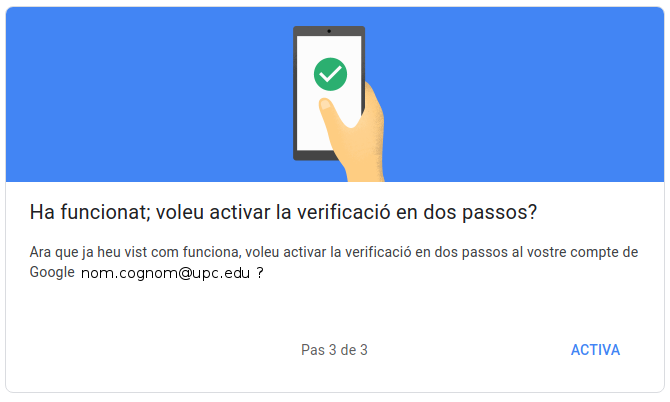 Ha funcionat; voleu activar la verificació en dos passos?
Ara que ja heu vist com funciona, voleu activar la verificació en dos passos al vostre compte de
Google nom.cognom@upc.edu ?
Pas 3 de 3
ACTIVA